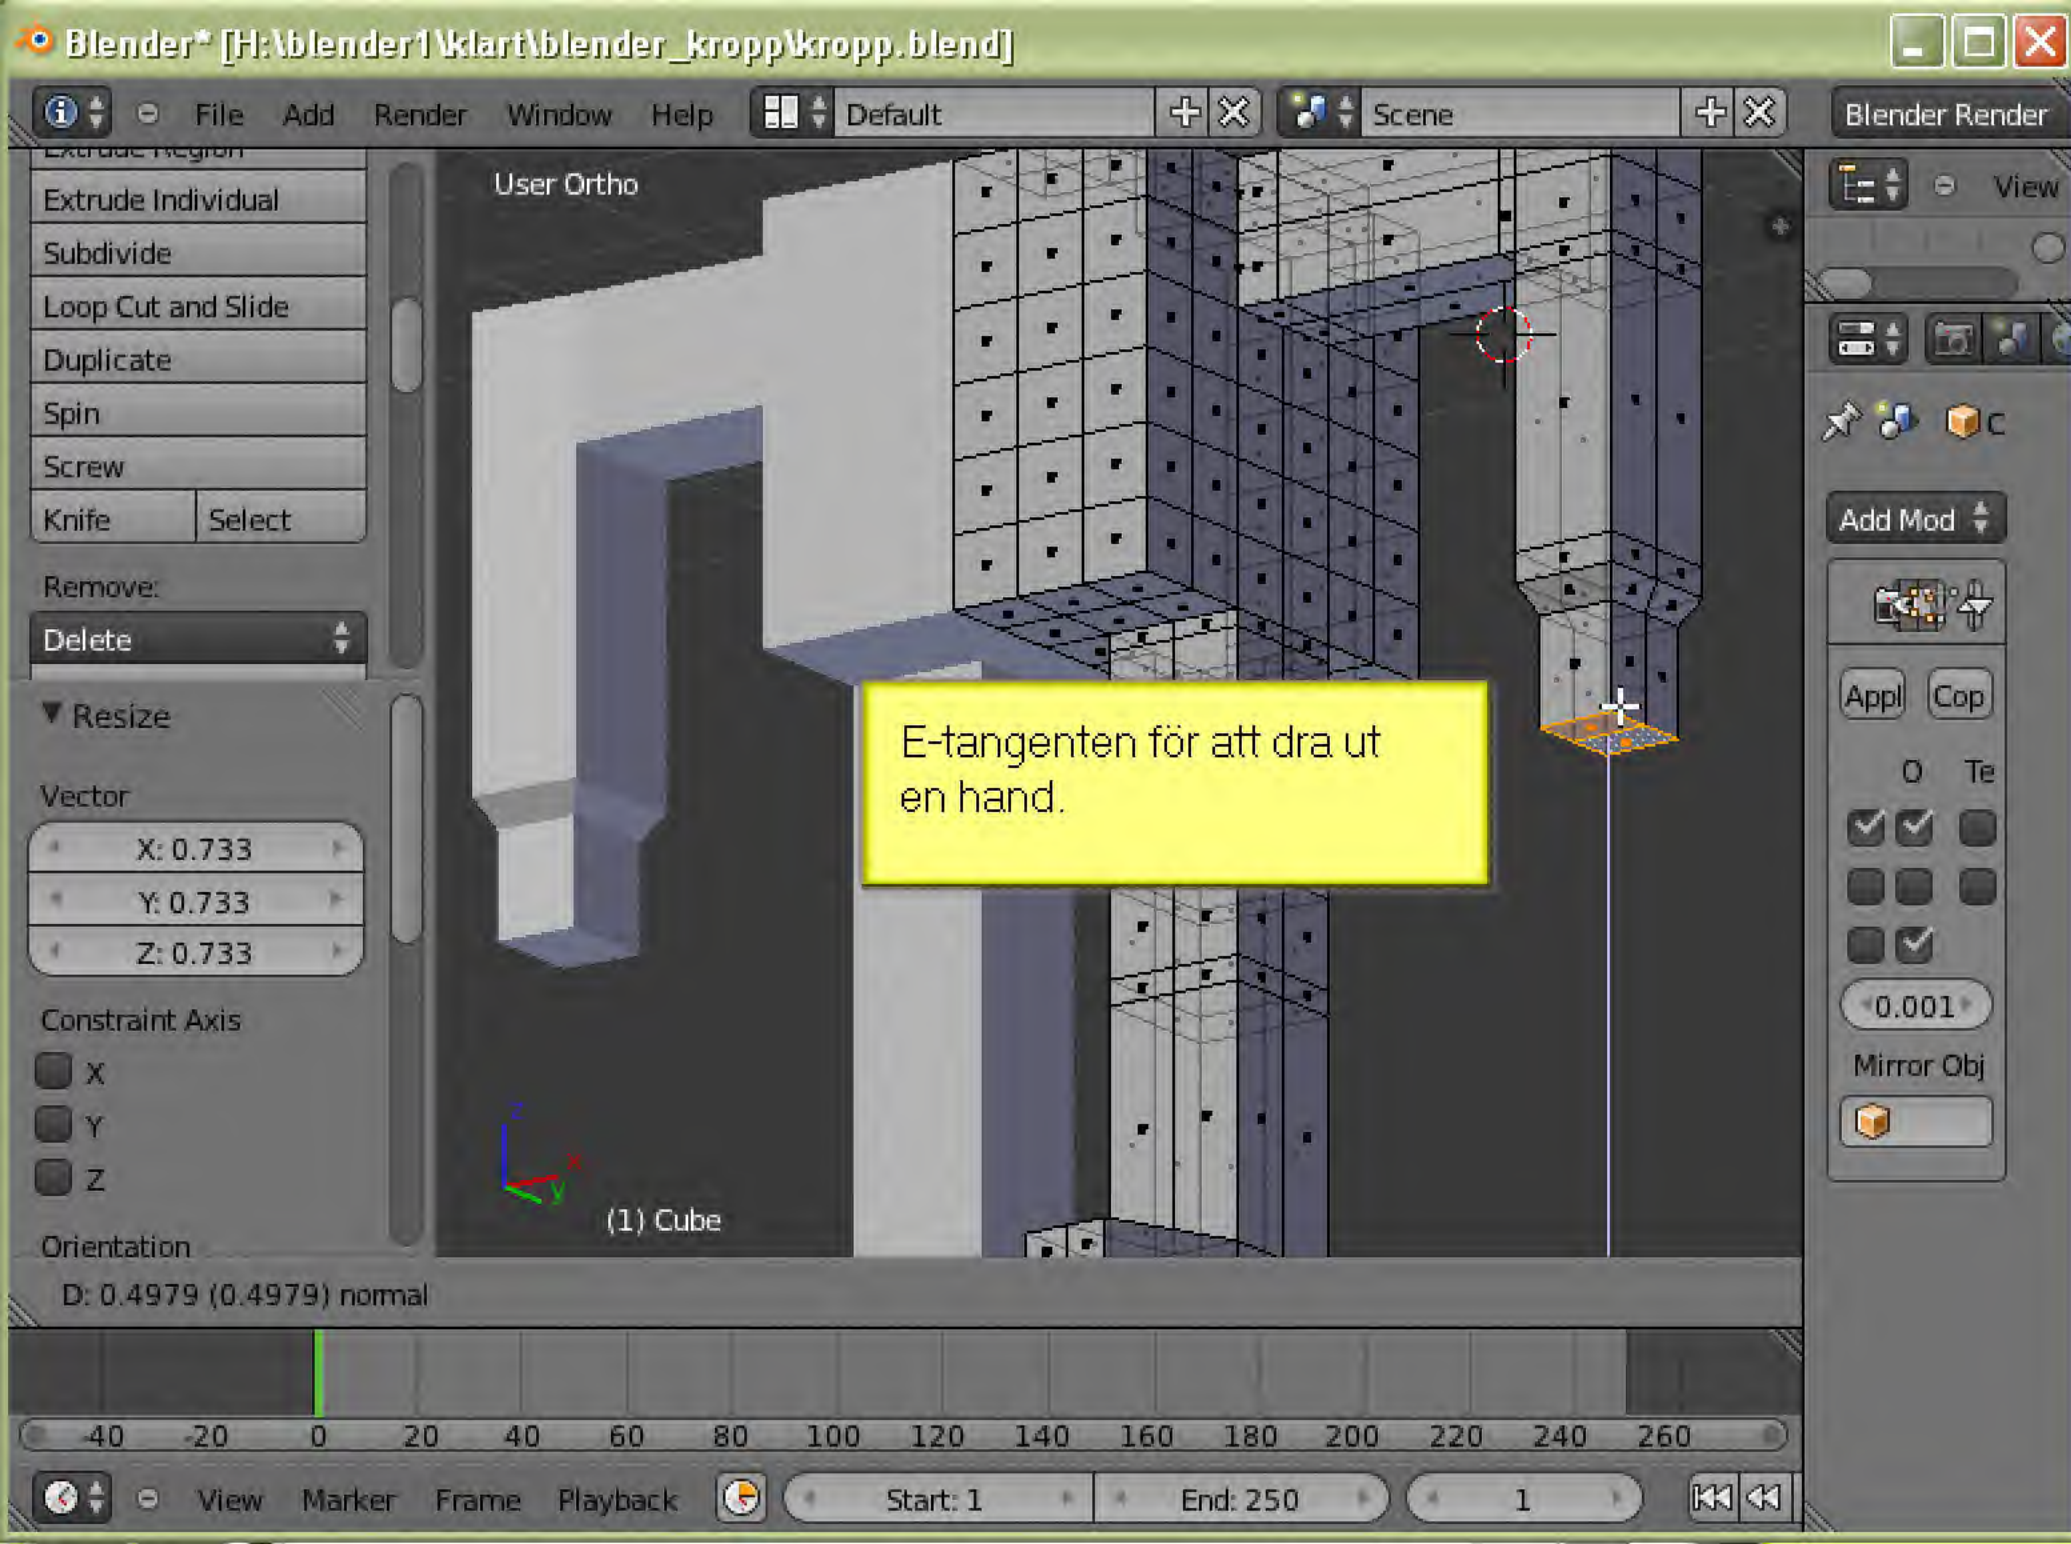 Blender* [H:\blender1\klart\blender_kropp\kropp.blend]
File Add Render Window Help Default Scene Blender Render
Extrude Region
Extrude Individual
Subdivide
Loop Cut and Slide
Duplicate
Spin
Screw
Knife Select
Remove:
Delete
Resize
Vector
X: 0.733
Y: 0.733
Z: 0.733
Constraint Axis
X
Y
Z
Orientation
User Ortho
E-tangenten för att dra ut
en hand.
z
x
y
(1) Cube
View
C
Add Mod
Appl Cop
O Te
0.001
Mirror Obj
D: 0.4979 (0.4979) normal
-40 -20 0 20 40 60 80 100 120 140 160 180 200 220 240 260
View Marker Frame Playback Start: 1 End: 250 1